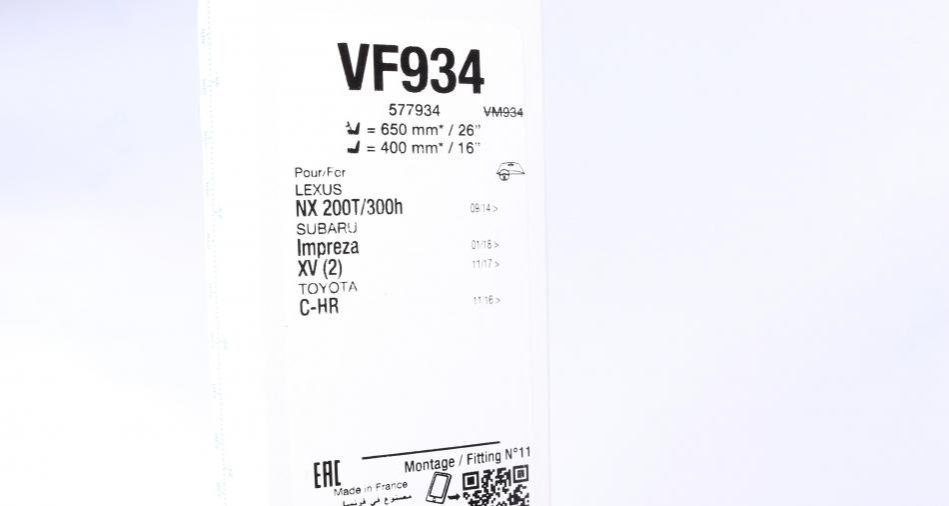 VF934
577934 VM934
= 650 mm* / 26"
= 400 mm* / 16"
Pour/For
LEXUS
NX 200T/300h 09/14 >
SUBARU
Impreza 01/18 >
XV (2) 11/17 >
TOYOTA
C-HR 11/16 >
EAC
Montage / Fitting N°11
Made in France
مصنوع في فرنسا